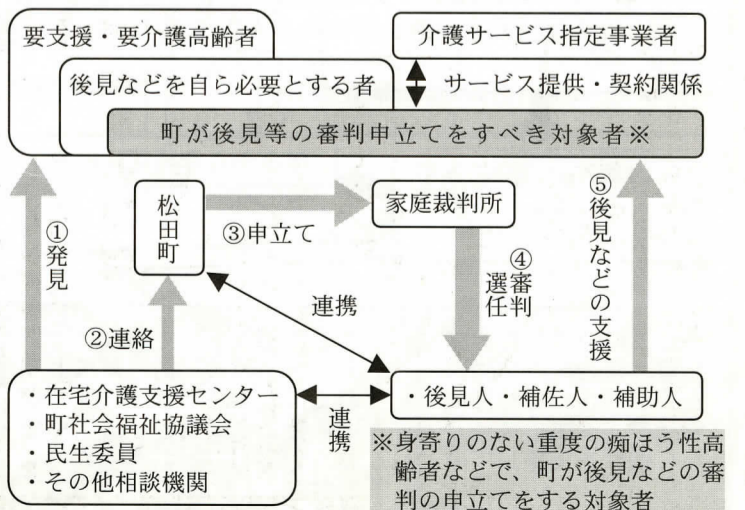 要支援・要介護高齢者
介護サービス指定事業者
後見などを自ら必要とする者
サービス提供・契約関係
町が後見等の審判申立てをすべき対象者※
①発見
松田町
③申立て
家庭裁判所
④審判
選任
⑤後見などの支援
②連絡
連携
・在宅介護支援センター
・町社会福祉協議会
・民生委員
・その他相談機関
連携
・後見人・補佐人・補助人
※身寄りのない重度の痴ほう性高
齢者などで、町が後見などの審
判の申立てをする対象者